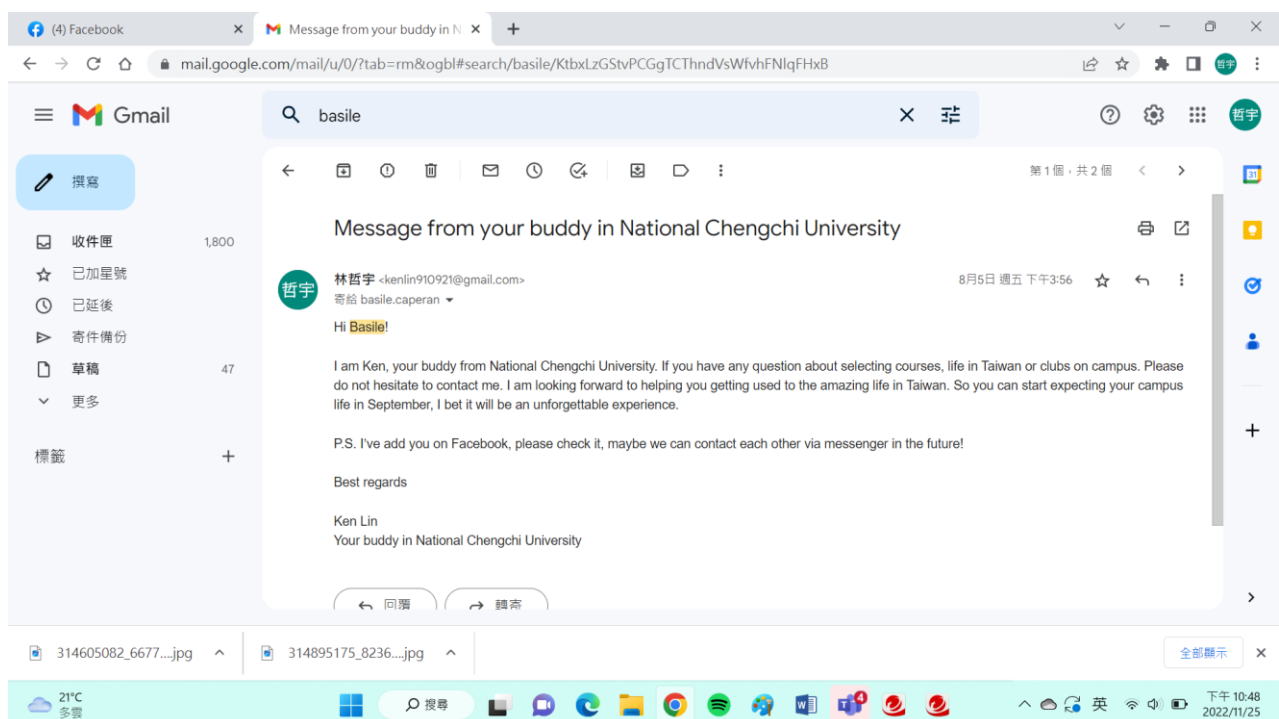 (4) Facebook
Message from your buddy in N
mail.google.com/mail/u/0/?tab=rm&ogbl#search/basile/KtbxLzGStvPCGgTCThndVsWfvhFNlqFHxB
哲宇
Gmail
basile
哲宇
撰寫
第 1 個，共 2 個
31
收件匣 1,800
已加星號
已延後
寄件備份
草稿 47
更多
標籤
Message from your buddy in National Chengchi University
哲宇
林哲宇 <kenlin910921@gmail.com>
8月5日 週五 下午3:56
寄給 basile.caperan
Hi Basile!
I am Ken, your buddy from National Chengchi University. If you have any question about selecting courses, life in Taiwan or clubs on campus. Please
do not hesitate to contact me. I am looking forward to helping you getting used to the amazing life in Taiwan. So you can start expecting your campus
life in September, I bet it will be an unforgettable experience.
P.S. I've add you on Facebook, please check it, maybe we can contact each other via messenger in the future!
Best regards
Ken Lin
Your buddy in National Chengchi University
回覆
轉寄
314605082_6677....jpg
314895175_8236....jpg
全部顯示
21°C
多雲
搜尋
9
英
下午 10:48
2022/11/25